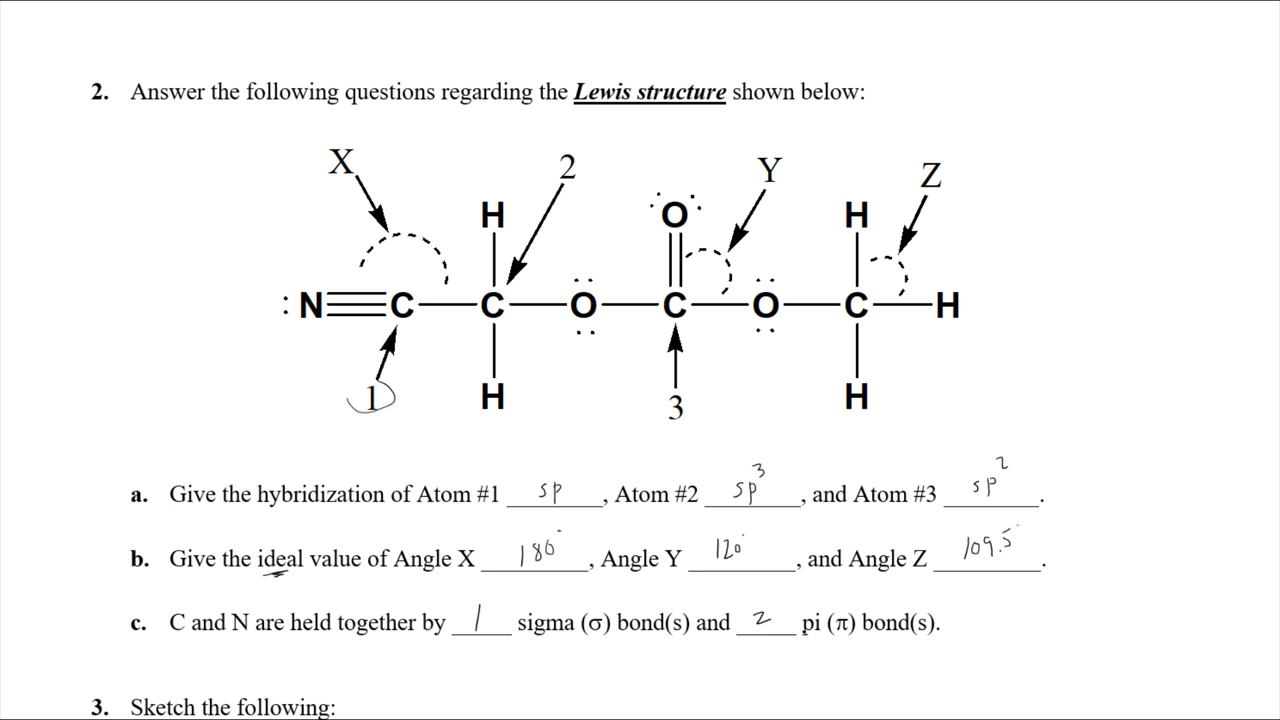 2. Answer the following questions regarding the Lewis structure shown below:
X 2 Y Z
H O H
:N C C O C O C H
1 H 3 H
a. Give the hybridization of Atom #1 sp, Atom #2 sp³, and Atom #3 sp².
b. Give the ideal value of Angle X 180°, Angle Y 120°, and Angle Z 109.5°.
c. C and N are held together by 1 sigma (σ) bond(s) and 2 pi (π) bond(s).
3. Sketch the following: